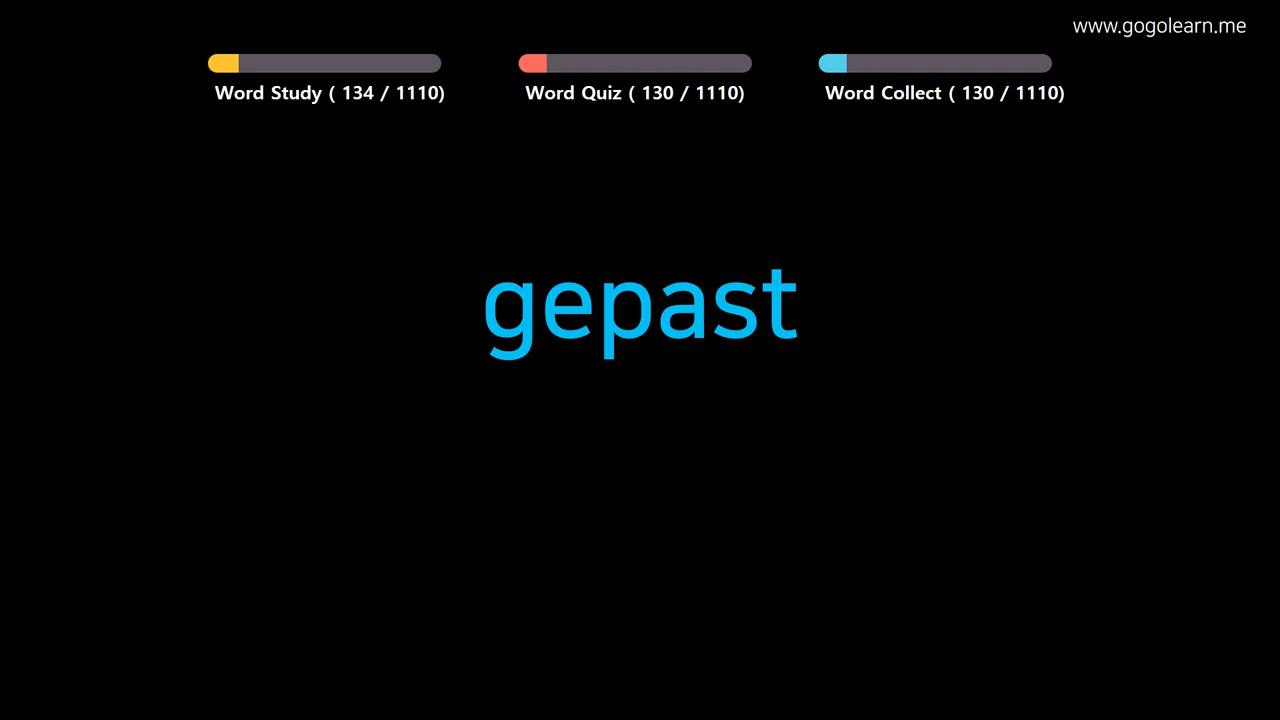 www.gogolearn.me
Word Study ( 134 / 1110)
Word Quiz ( 130 / 1110)
Word Collect ( 130 / 1110)
gepast